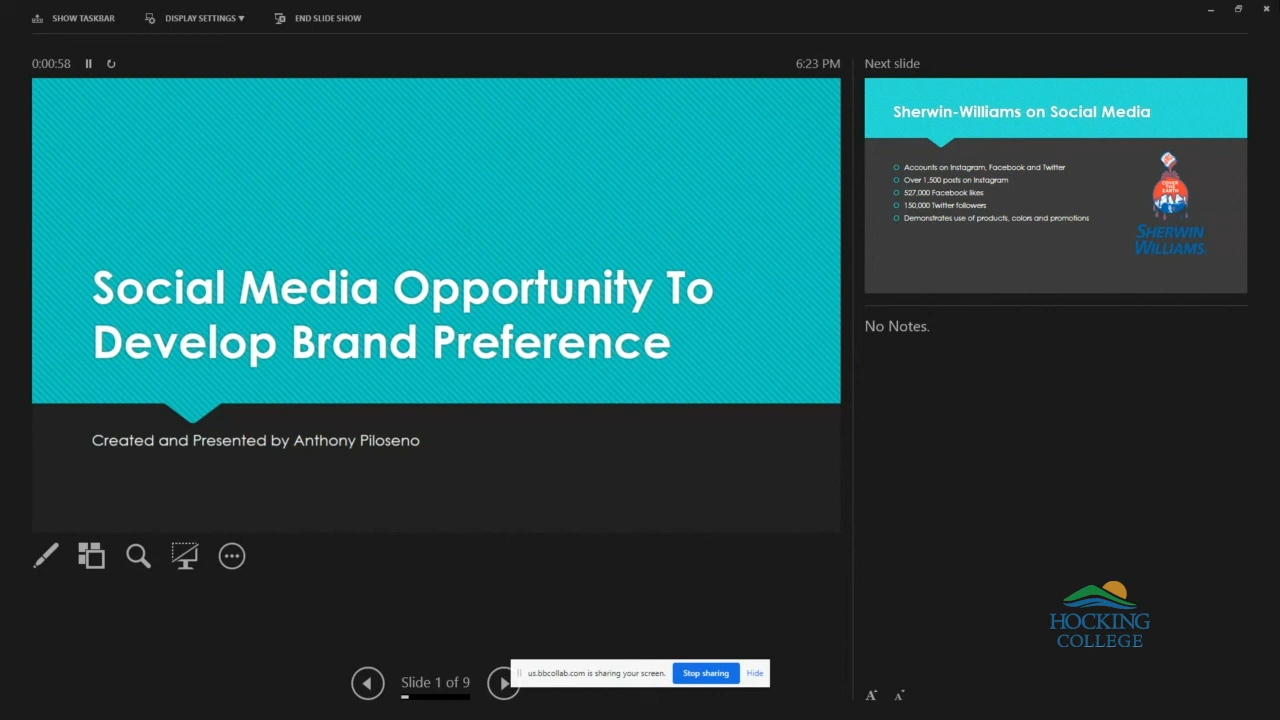 SHOW TASKBAR
DISPLAY SETTINGS ▼
END SLIDE SHOW
0:00:58
6:23 PM
Social Media Opportunity To
Develop Brand Preference
Created and Presented by Anthony Piloseno
Next slide
Sherwin-Williams on Social Media
Accounts on Instagram, Facebook and Twitter
Over 1,500 posts on Instagram
527,000 Facebook likes
150,000 Twitter followers
Demonstrates use of products, colors and promotions
COVER
THE
EARTH
SHERWIN
WILLIAMS.
No Notes.
HOCKING
COLLEGE
Slide 1 of 9
us.bbcollab.com is sharing your screen.
Stop sharing
Hide
A
A